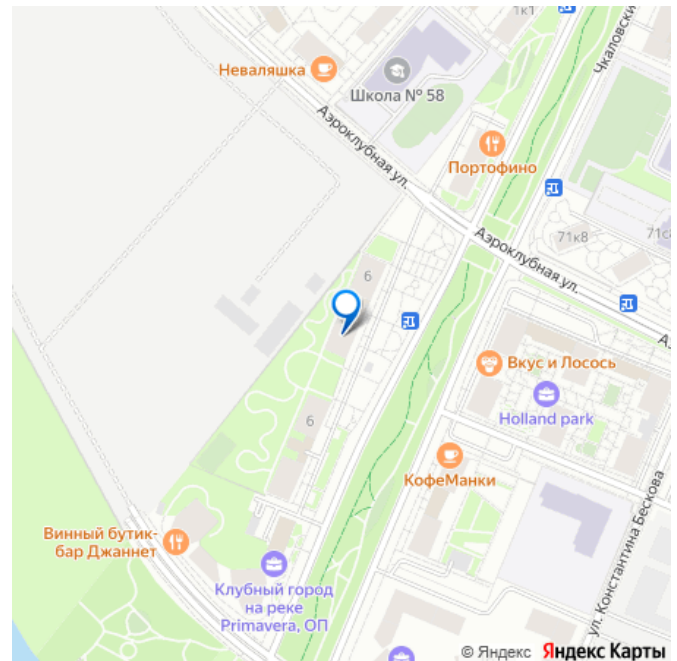 1к1
Чкаловский
Неваляшка
Школа № 58
Аэроклубная ул.
Портофино
71к8
Аэроклубная ул.
6
Вкус и Лосось
Holland park
6
КофеМанки
ул. Константина Бескова
Винный бутик-
бар Джаннет
Клубный город
на реке
Primavera, ОП
© Яндекс Яндекс Карты